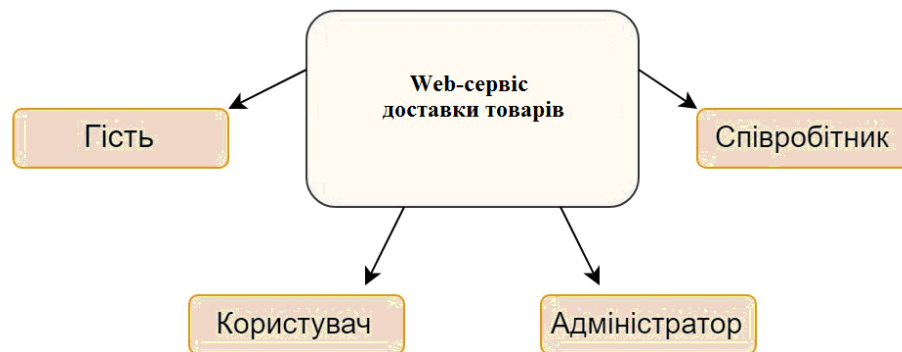 Web-сервіс
доставки товарів
Гість
Співробітник
Користувач
Адміністратор